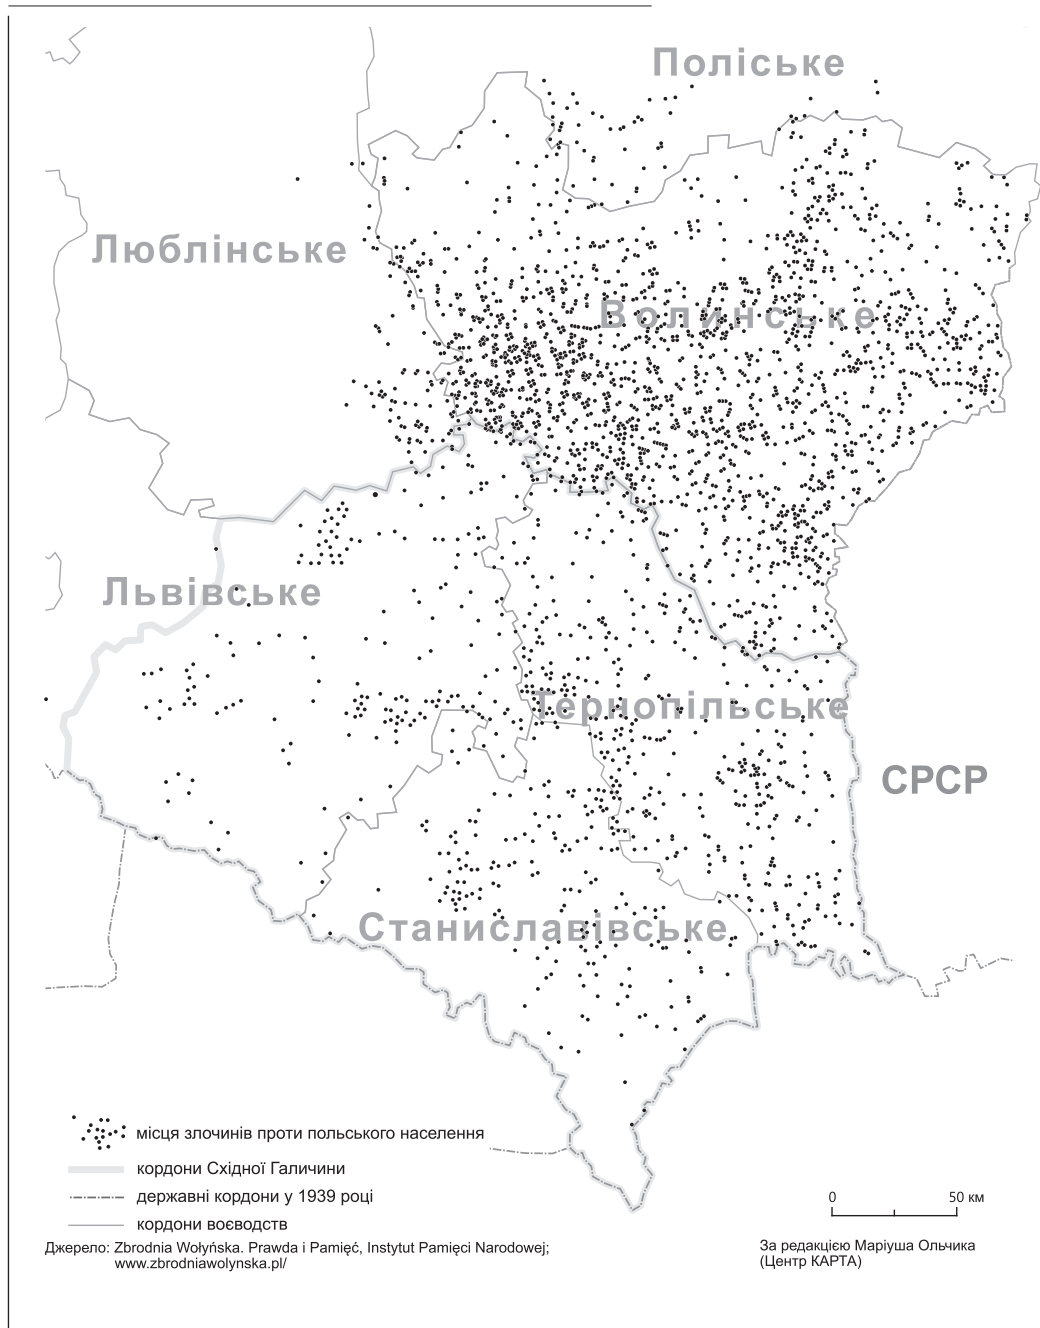 Поліське
Люблінське
Волинське
Львівське
Тернопільське
СРСР
Станиславівське
місця злочинів проти польського населення
кордони Східної Галичини
державні кордони у 1939 році
кордони воєводств
0 50 км
Джерело: Zbrodnia Wołyńska. Prawda i Pamięć, Instytut Pamięci Narodowej;
www.zbrodniawolynska.pl/
За редакцією Маріуша Ольчика
(Центр КАРТА)